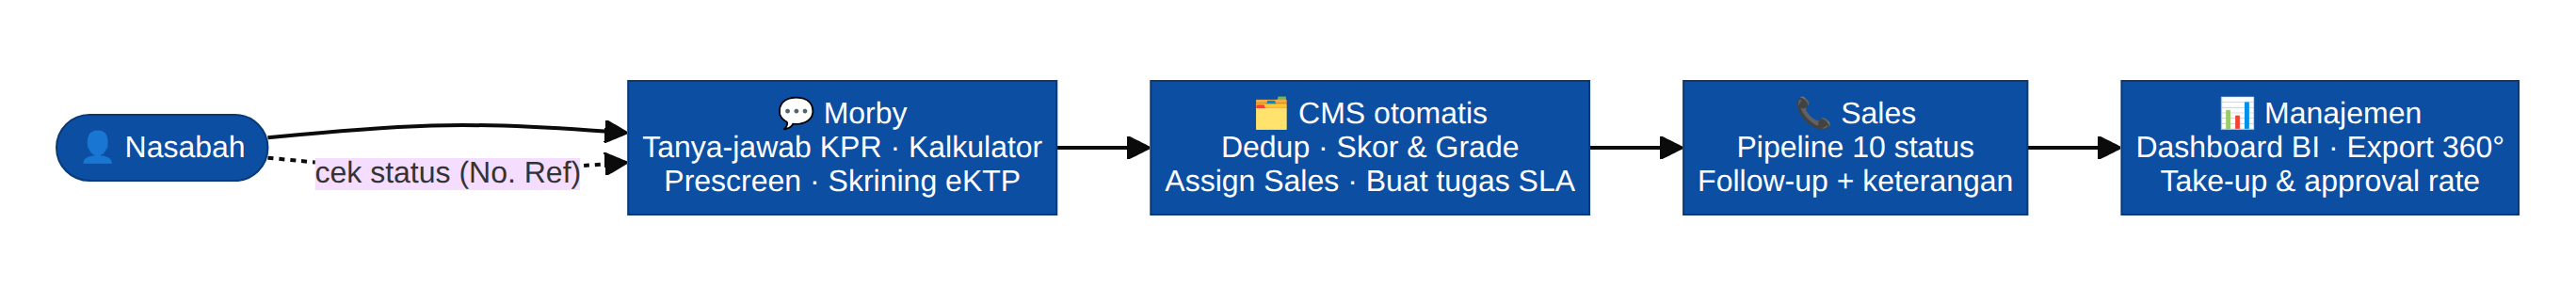 👤 Nasabah
cek status (No. Ref)
💬 Morby
Tanya-jawab KPR · Kalkulator
Prescreen · Skrining eKTP
🗂️ CMS otomatis
Dedup · Skor & Grade
Assign Sales · Buat tugas SLA
📞 Sales
Pipeline 10 status
Follow-up + keterangan
📊 Manajemen
Dashboard BI · Export 360°
Take-up & approval rate